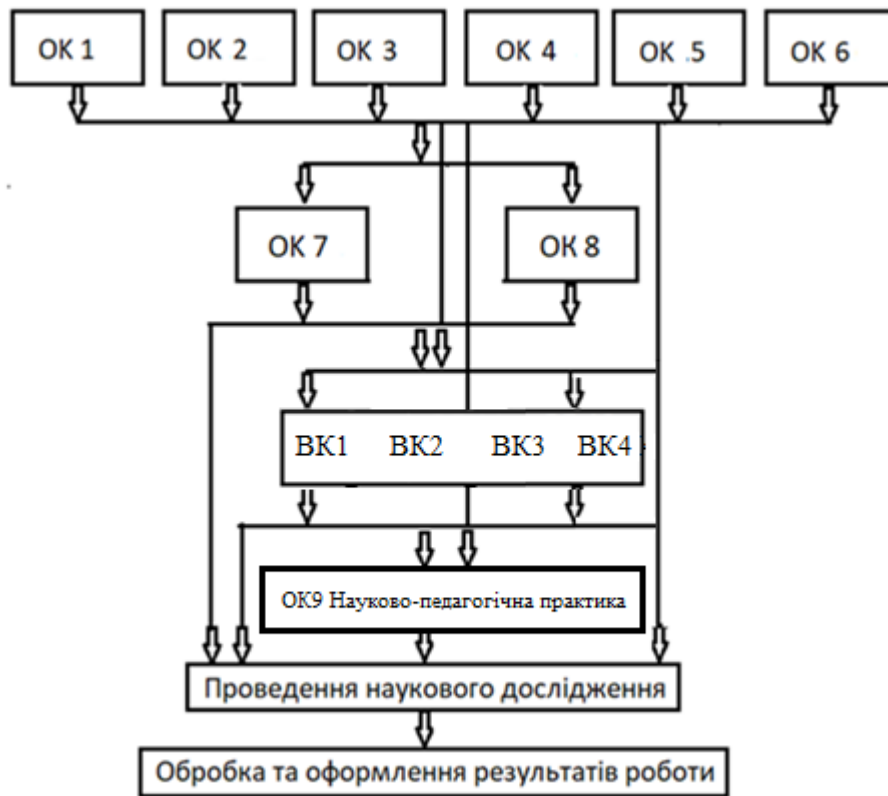 ОК 1 ОК 2 ОК 3 ОК 4 ОК .5 ОК 6
ОК 7 ОК 8
ВК1 ВК2 ВК3 ВК4
ОК9 Науково-педагогічна практика
Проведення наукового дослідження
Обробка та оформлення результатів роботи